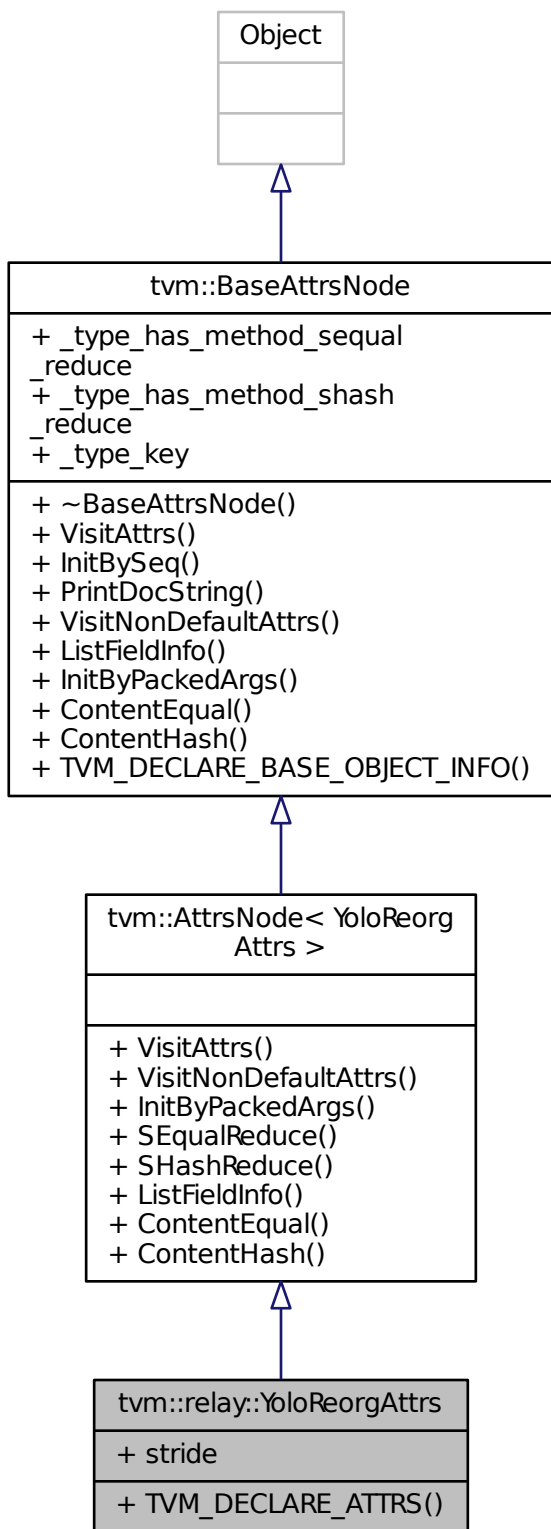 Object
tvm::BaseAttrsNode
+ _type_has_method_sequal
_reduce
+ _type_has_method_shash
_reduce
+ _type_key
+ ~BaseAttrsNode()
+ VisitAttrs()
+ InitBySeq()
+ PrintDocString()
+ VisitNonDefaultAttrs()
+ ListFieldInfo()
+ InitByPackedArgs()
+ ContentEqual()
+ ContentHash()
+ TVM_DECLARE_BASE_OBJECT_INFO()
tvm::AttrsNode< YoloReorg
Attrs >
+ VisitAttrs()
+ VisitNonDefaultAttrs()
+ InitByPackedArgs()
+ SEqualReduce()
+ SHashReduce()
+ ListFieldInfo()
+ ContentEqual()
+ ContentHash()
tvm::relay::YoloReorgAttrs
+ stride
+ TVM_DECLARE_ATTRS()